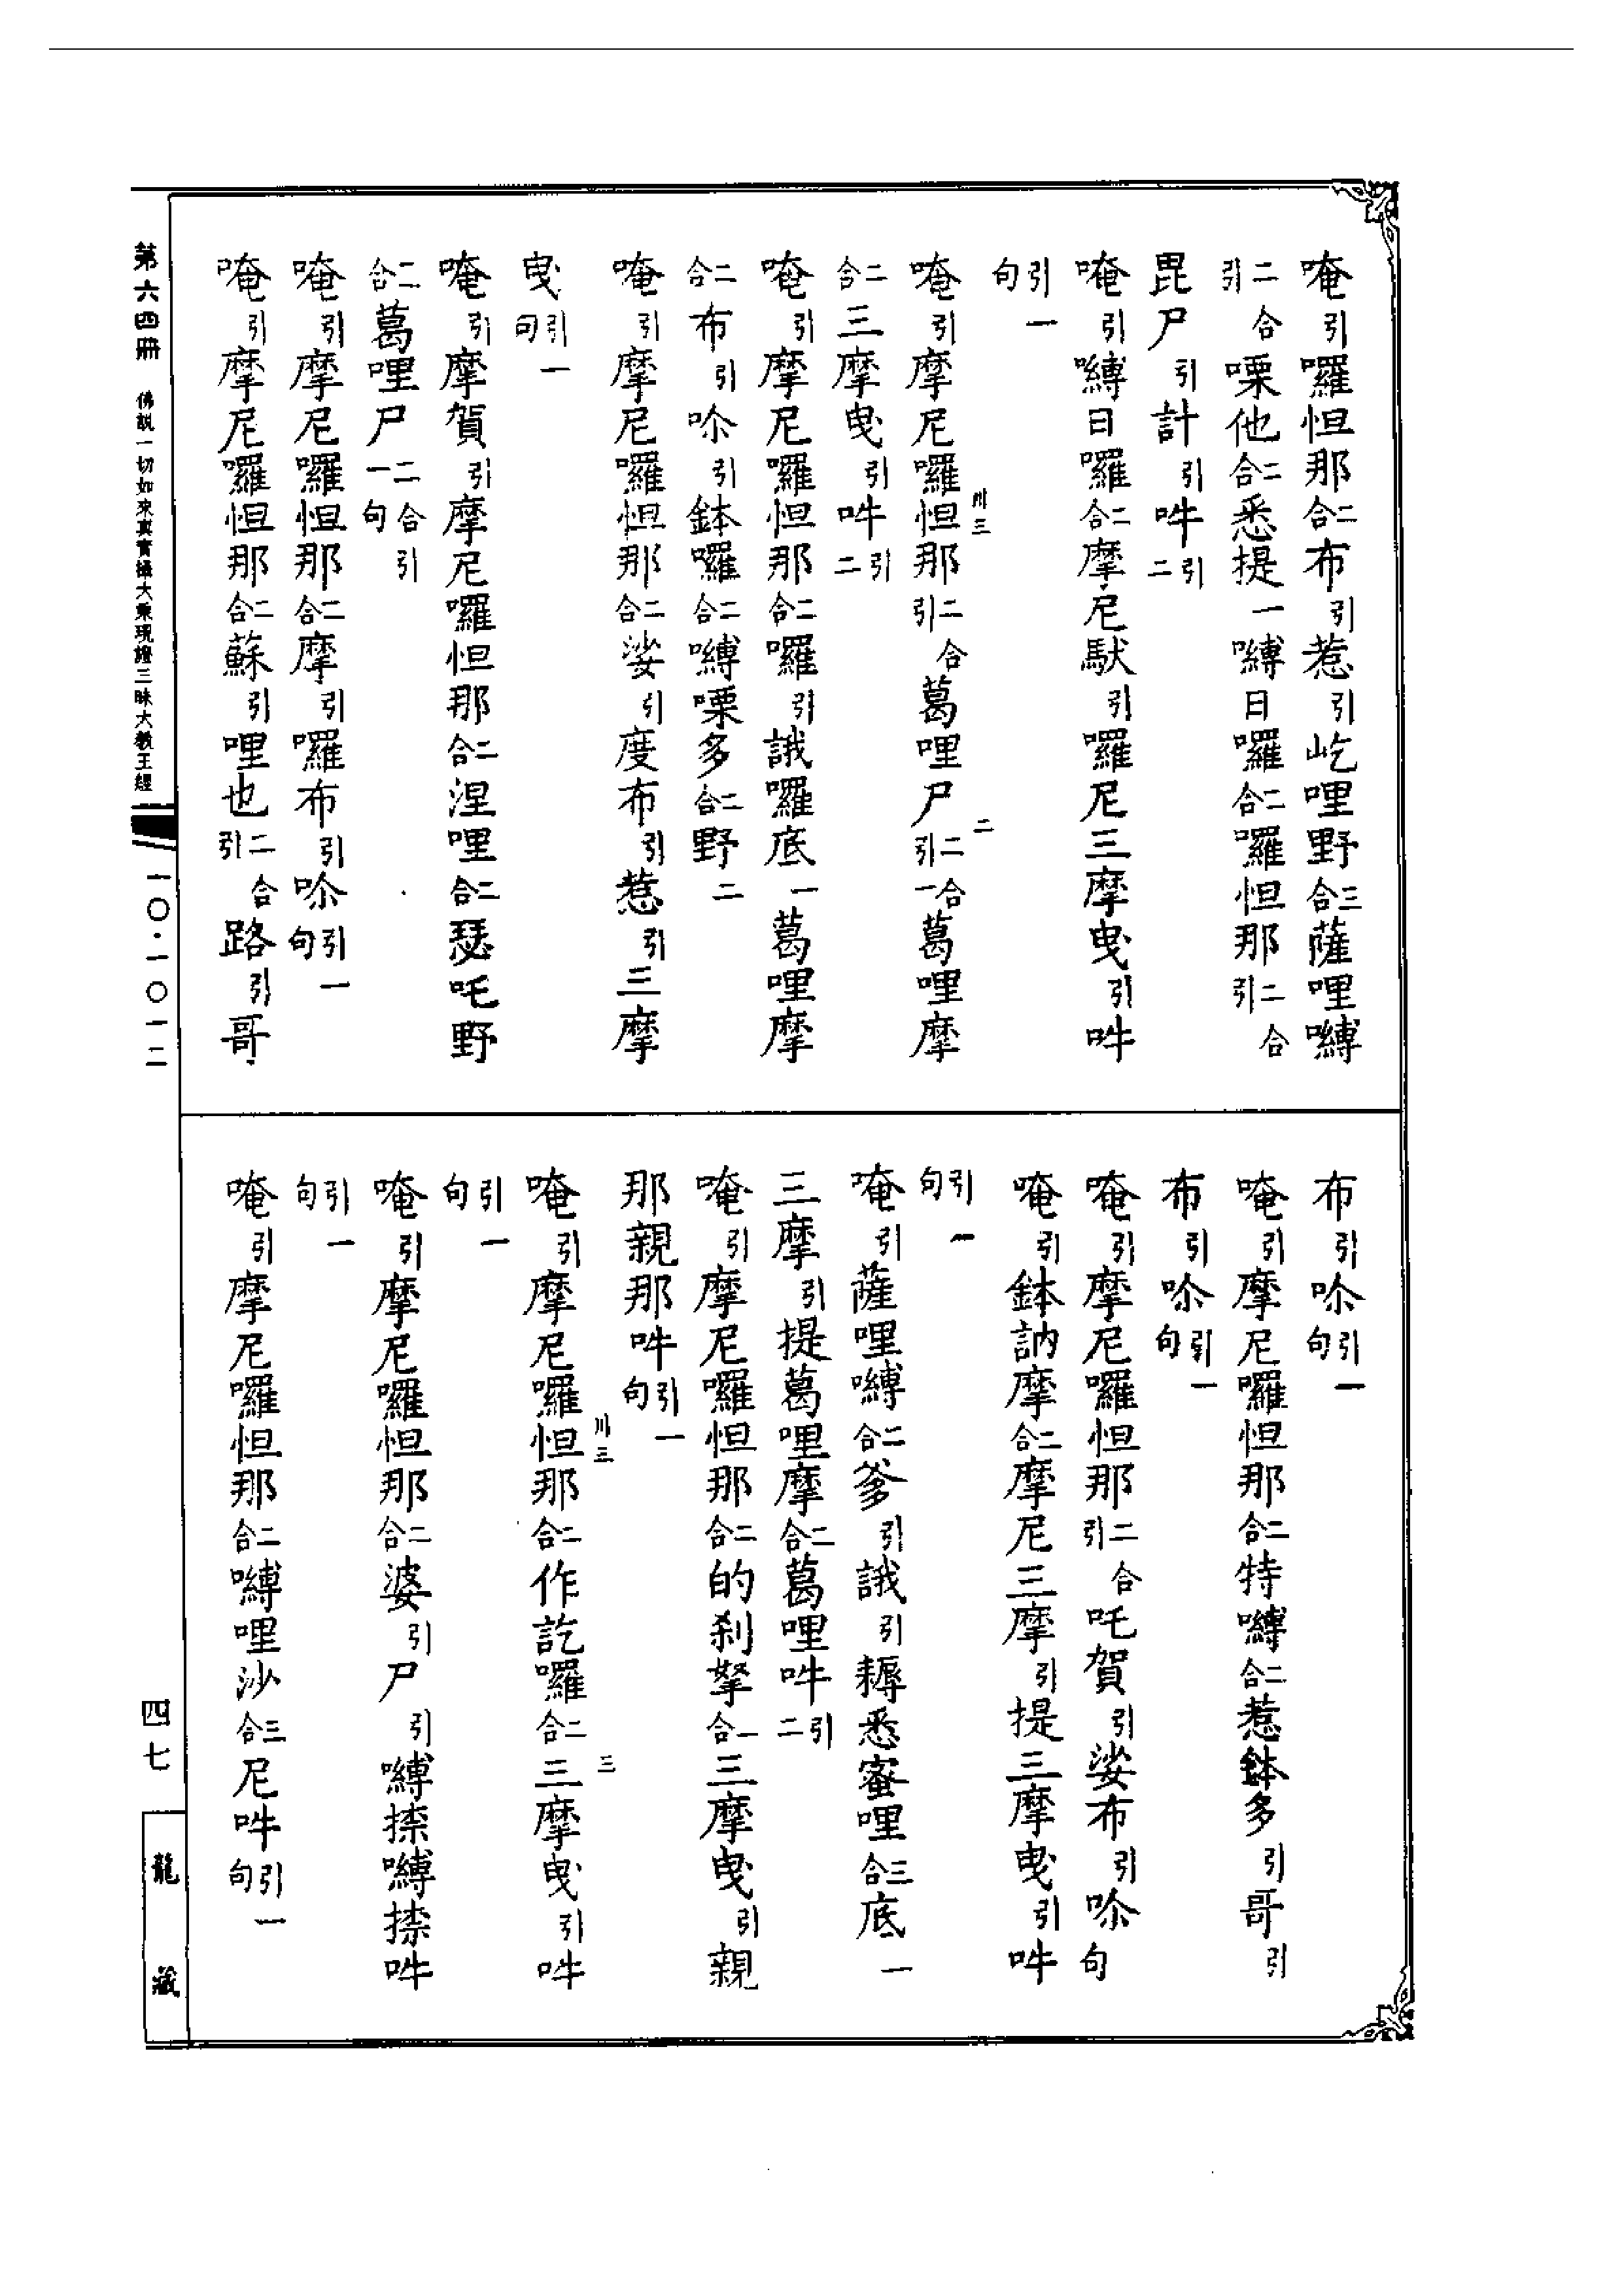 唵引囉怛那二合布引惹引屹哩野三合薩哩嚩
二合引㗚他二合悉提一嚩日囉二合囉怛那二合引
毘尸引計引吽引二
唵引嚩日囉二合摩尼馱引囉尼三摩曳引吽
引一句
唵引摩尼囉怛那二合引葛哩尸二合引一葛哩摩
二合三摩曳引吽引二
唵引摩尼囉怛那二合囉引誐囉底一葛哩摩
二合布引唦引鉢囉二合嚩㗚多二合野二
唵引摩尼囉怛那二合娑引度布引惹引三摩
曳引一句
唵引摩賀引摩尼囉怛那二合涅哩二合瑟吒野
二合葛哩尸二合引一句
唵引摩尼囉怛那二合摩引囉布引唦引一句
唵引摩尼囉怛那二合蘇引哩也二合引路引哥
布引唦引一句
唵引摩尼囉怛那二合特嚩二合惹鉢多引哥引
布引唦引一句
唵引摩尼囉怛那二合引吒賀引娑布引唦句
唵引鉢訥摩二合摩尼三摩引提三摩曳引吽
引一句
唵引薩哩嚩二合爹引誐引耨悉蜜哩三合底一
三摩引提葛哩摩二合葛哩吽引二
唵引摩尼囉怛那二合的刹拏二合三摩曳引親
那親那吽引一句
唵引摩尼囉怛那二合作訖囉二合三摩曳引吽
引一句
唵引摩尼囉怛那二合婆引尸引嚩捺嚩捺吽
引一句
唵引摩尼囉怛那二合嚩哩沙三合尼吽引一句
川三
二
川三
三
第六四冊
佛說一切如來真實攝大乘現證三昧大教王經
一〇·一〇一二
四七
龍藏